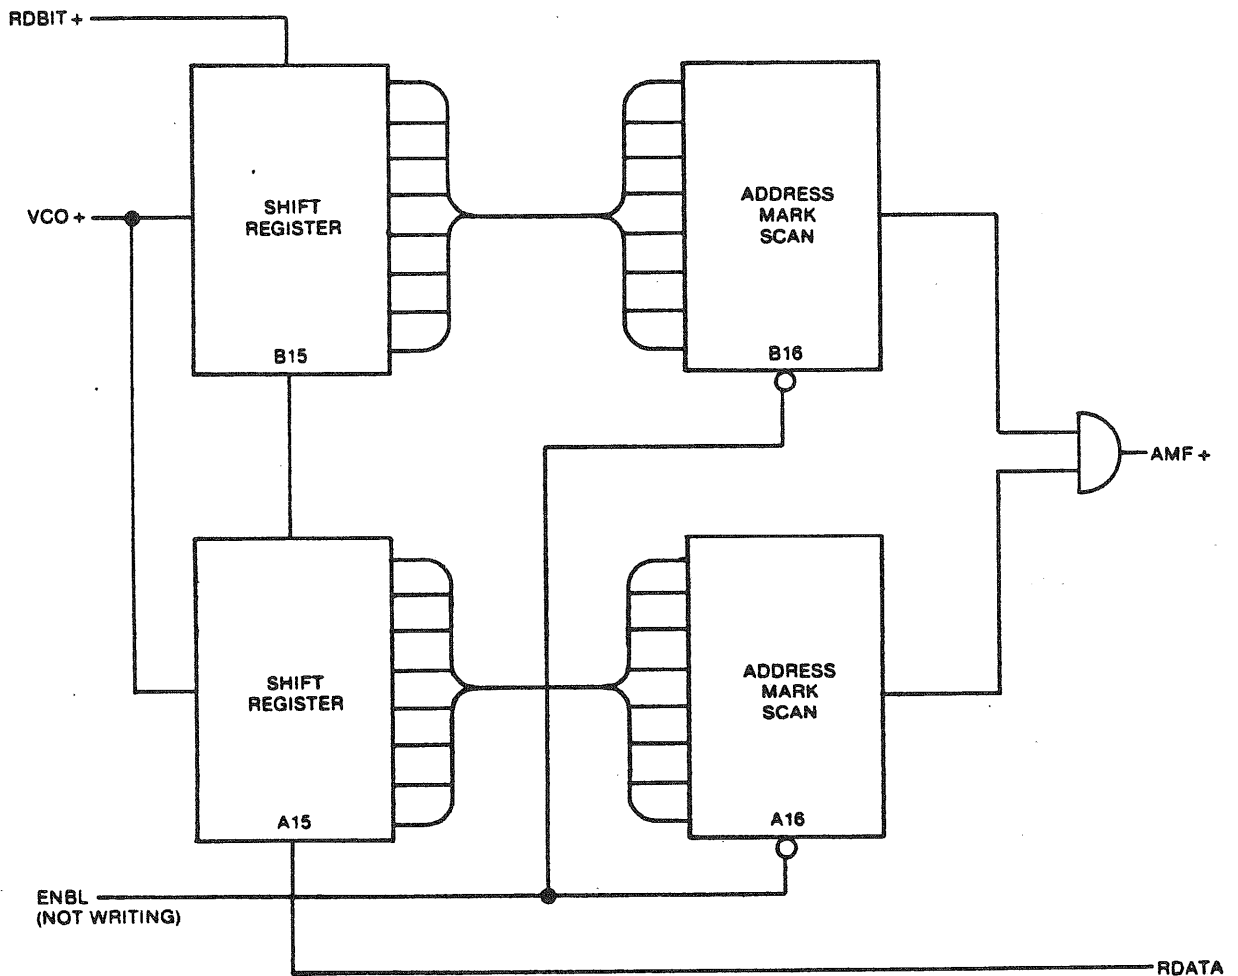 RDBIT +
VCO +
SHIFT
REGISTER
B15
ADDRESS
MARK
SCAN
B16
AMF +
SHIFT
REGISTER
A15
ADDRESS
MARK
SCAN
A16
ENBL
(NOT WRITING)
RDATA